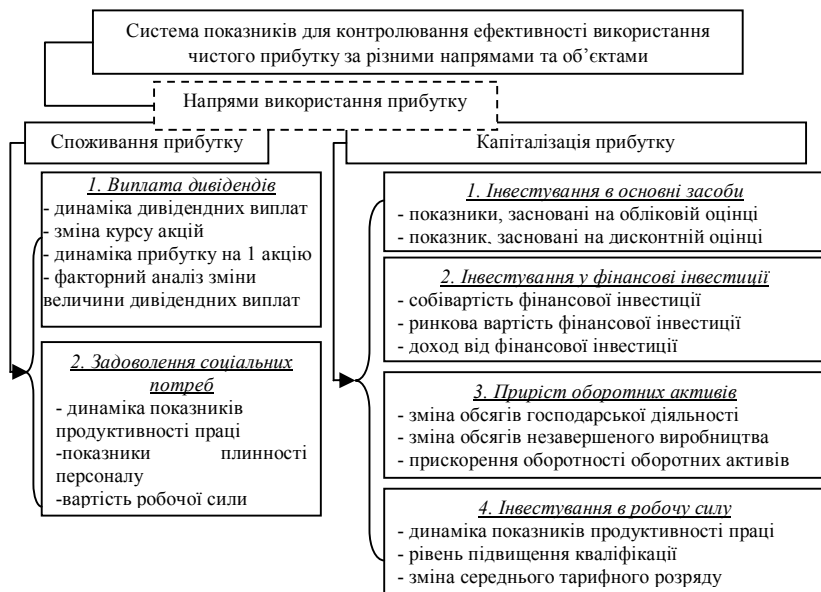 Система показників для контролювання ефективності використання
чистого прибутку за різними напрямами та об’єктами
Напрями використання прибутку
Споживання прибутку
Капіталізація прибутку
1. Виплата дивідендів
- динаміка дивідендних виплат
- зміна курсу акцій
- динаміка прибутку на 1 акцію
- факторний аналіз зміни
величини дивідендних виплат
2. Задоволення соціальних
потреб
- динаміка показників
продуктивності праці
-показники плинності
персоналу
-вартість робочої сили
1. Інвестування в основні засоби
- показники, засновані на обліковій оцінці
- показник, засновані на дисконтній оцінці
2. Інвестування у фінансові інвестиції
- собівартість фінансової інвестиції
- ринкова вартість фінансової інвестиції
- доход від фінансової інвестиції
3. Приріст оборотних активів
- зміна обсягів господарської діяльності
- зміна обсягів незавершеного виробництва
- прискорення оборотності оборотних активів
4. Інвестування в робочу силу
- динаміка показників продуктивності праці
- рівень підвищення кваліфікації
- зміна середнього тарифного розряду